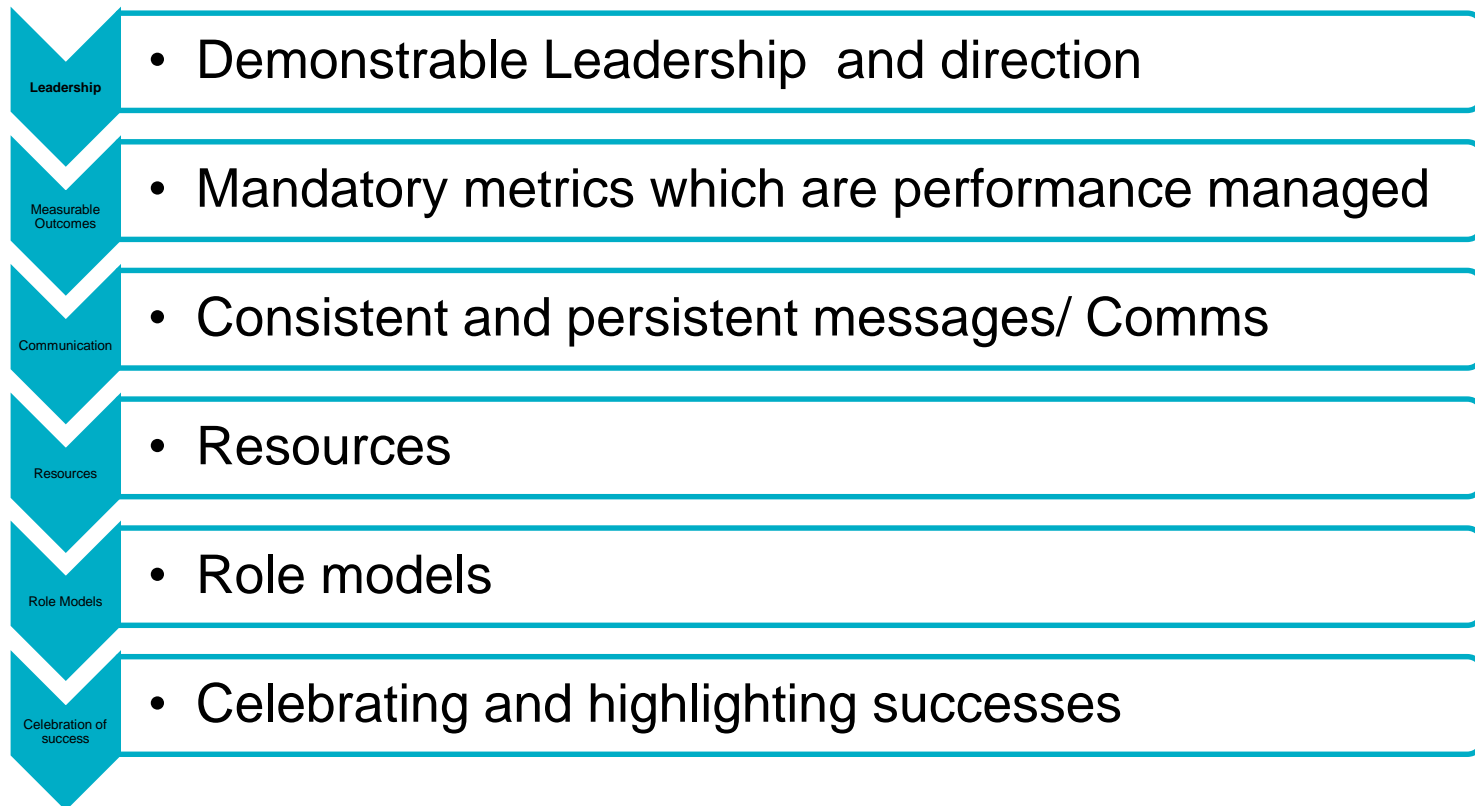 Leadership
• Demonstrable Leadership and direction
Measurable
Outcomes
• Mandatory metrics which are performance managed
Communication
• Consistent and persistent messages/ Comms
Resources
• Resources
Role Models
• Role models
Celebration of
success
• Celebrating and highlighting successes